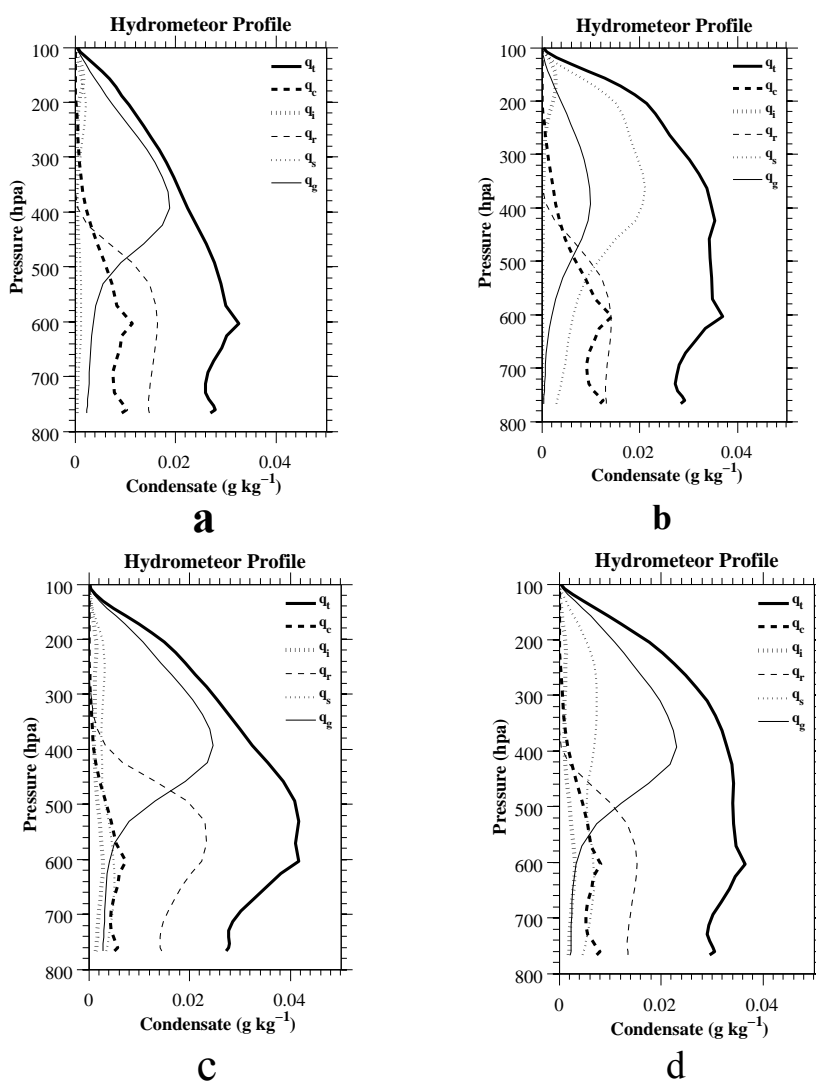 Hydrometeor Profile
100
200
300
400
500
600
700
800
Pressure (hpa)
0
0.02
0.04
Condensate (g kg⁻¹)
q_t
q_c
q_i
q_r
q_s
q_g
a
Hydrometeor Profile
100
200
300
400
500
600
700
800
Pressure (hpa)
0
0.02
0.04
Condensate (g kg⁻¹)
q_t
q_c
q_i
q_r
q_s
q_g
b
Hydrometeor Profile
100
200
300
400
500
600
700
800
Pressure (hpa)
0
0.02
0.04
Condensate (g kg⁻¹)
q_t
q_c
q_i
q_r
q_s
q_g
c
Hydrometeor Profile
100
200
300
400
500
600
700
800
Pressure (hpa)
0
0.02
0.04
Condensate (g kg⁻¹)
q_t
q_c
q_i
q_r
q_s
q_g
d